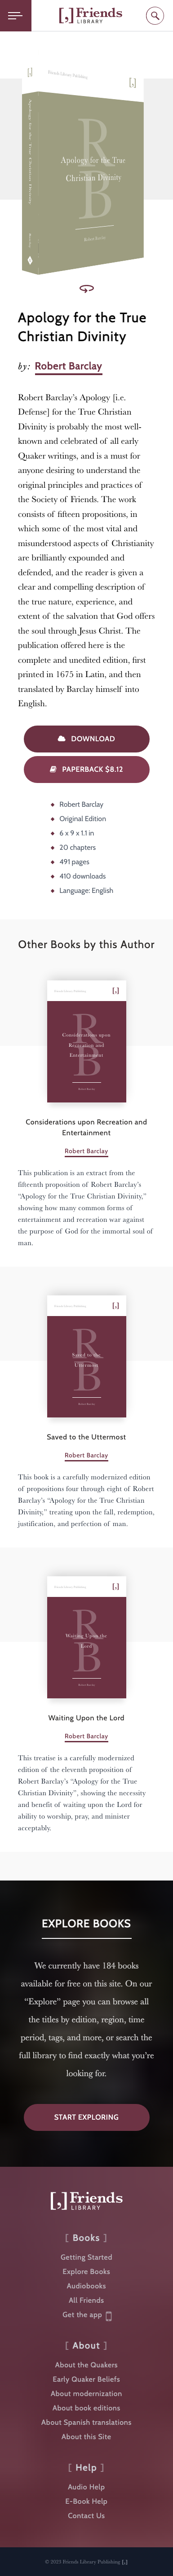 [,] Friends
LIBRARY
Friends Library Publishing
[,]
Apology for the True Christian Divinity
RB
Apology for the True
Christian Divinity
Robert Barclay
Apology for the True
Christian Divinity
by: Robert Barclay
Robert Barclay’s Apology [i.e.
Defense] for the True Christian
Divinity is probably the most well-
known and celebrated of all early
Quaker writings, and is a must for
anyone desiring to understand the
original principles and practices of
the Society of Friends. The work
consists of fifteen propositions, in
which some of the most vital and
misunderstood aspects of Christianity
are brilliantly expounded and
defended, and the reader is given a
clear and compelling description of
the true nature, experience, and
extent of the salvation that God offers
the soul through Jesus Christ. The
publication offered here is the
complete and unedited edition, first
printed in 1675 in Latin, and then
translated by Barclay himself into
English.
DOWNLOAD
PAPERBACK $8.12
Robert Barclay
Original Edition
6 x 9 x 1.1 in
20 chapters
491 pages
410 downloads
Language: English
Other Books by this Author
[,]
RB
Considerations upon
Recreation and
Entertainment
Robert Barclay
Considerations upon Recreation and
Entertainment
Robert Barclay
This publication is an extract from the
fifteenth proposition of Robert Barclay’s
“Apology for the True Christian Divinity,”
showing how many common forms of
entertainment and recreation war against
the purpose of God for the immortal soul of
man.
[,]
RB
Saved to the
Uttermost
Robert Barclay
Saved to the Uttermost
Robert Barclay
This book is a carefully modernized edition
of propositions four through eight of Robert
Barclay’s “Apology for the True Christian
Divinity,” treating upon the fall, redemption,
justification, and perfection of man.
[,]
RB
Waiting Upon the
Lord
Robert Barclay
Waiting Upon the Lord
Robert Barclay
This treatise is a carefully modernized
edition of the eleventh proposition of
Robert Barclay’s “Apology for the True
Christian Divinity”, showing the necessity
and benefit of waiting upon the Lord for
ability to worship, pray, and minister
acceptably.
EXPLORE BOOKS
We currently have 184 books
available for free on this site. On our
“Explore” page you can browse all
the titles by edition, region, time
period, tags, and more, or search the
full library to find exactly what you’re
looking for.
START EXPLORING
[,] Friends
LIBRARY
[ Books ]
Getting Started
Explore Books
Audiobooks
All Friends
Get the app
[ About ]
About the Quakers
Early Quaker Beliefs
About modernization
About book editions
About Spanish translations
About this Site
[ Help ]
Audio Help
E-Book Help
Contact Us
© 2025 Friends Library Publishing [,]